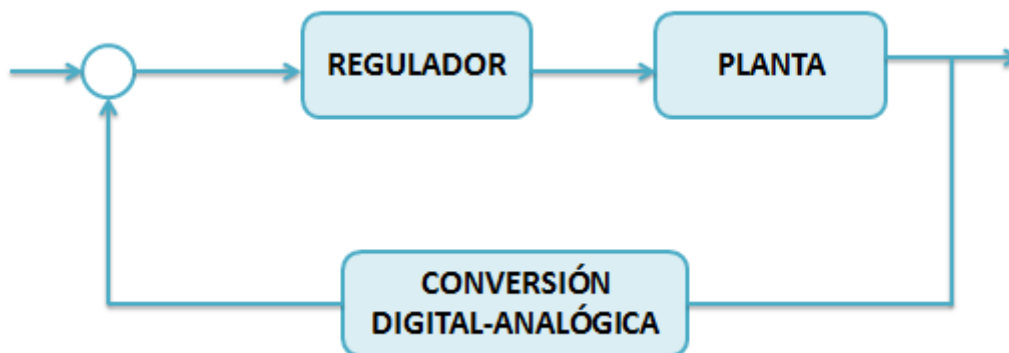 REGULADOR
PLANTA
CONVERSIÓN
DIGITAL-ANALÓGICA